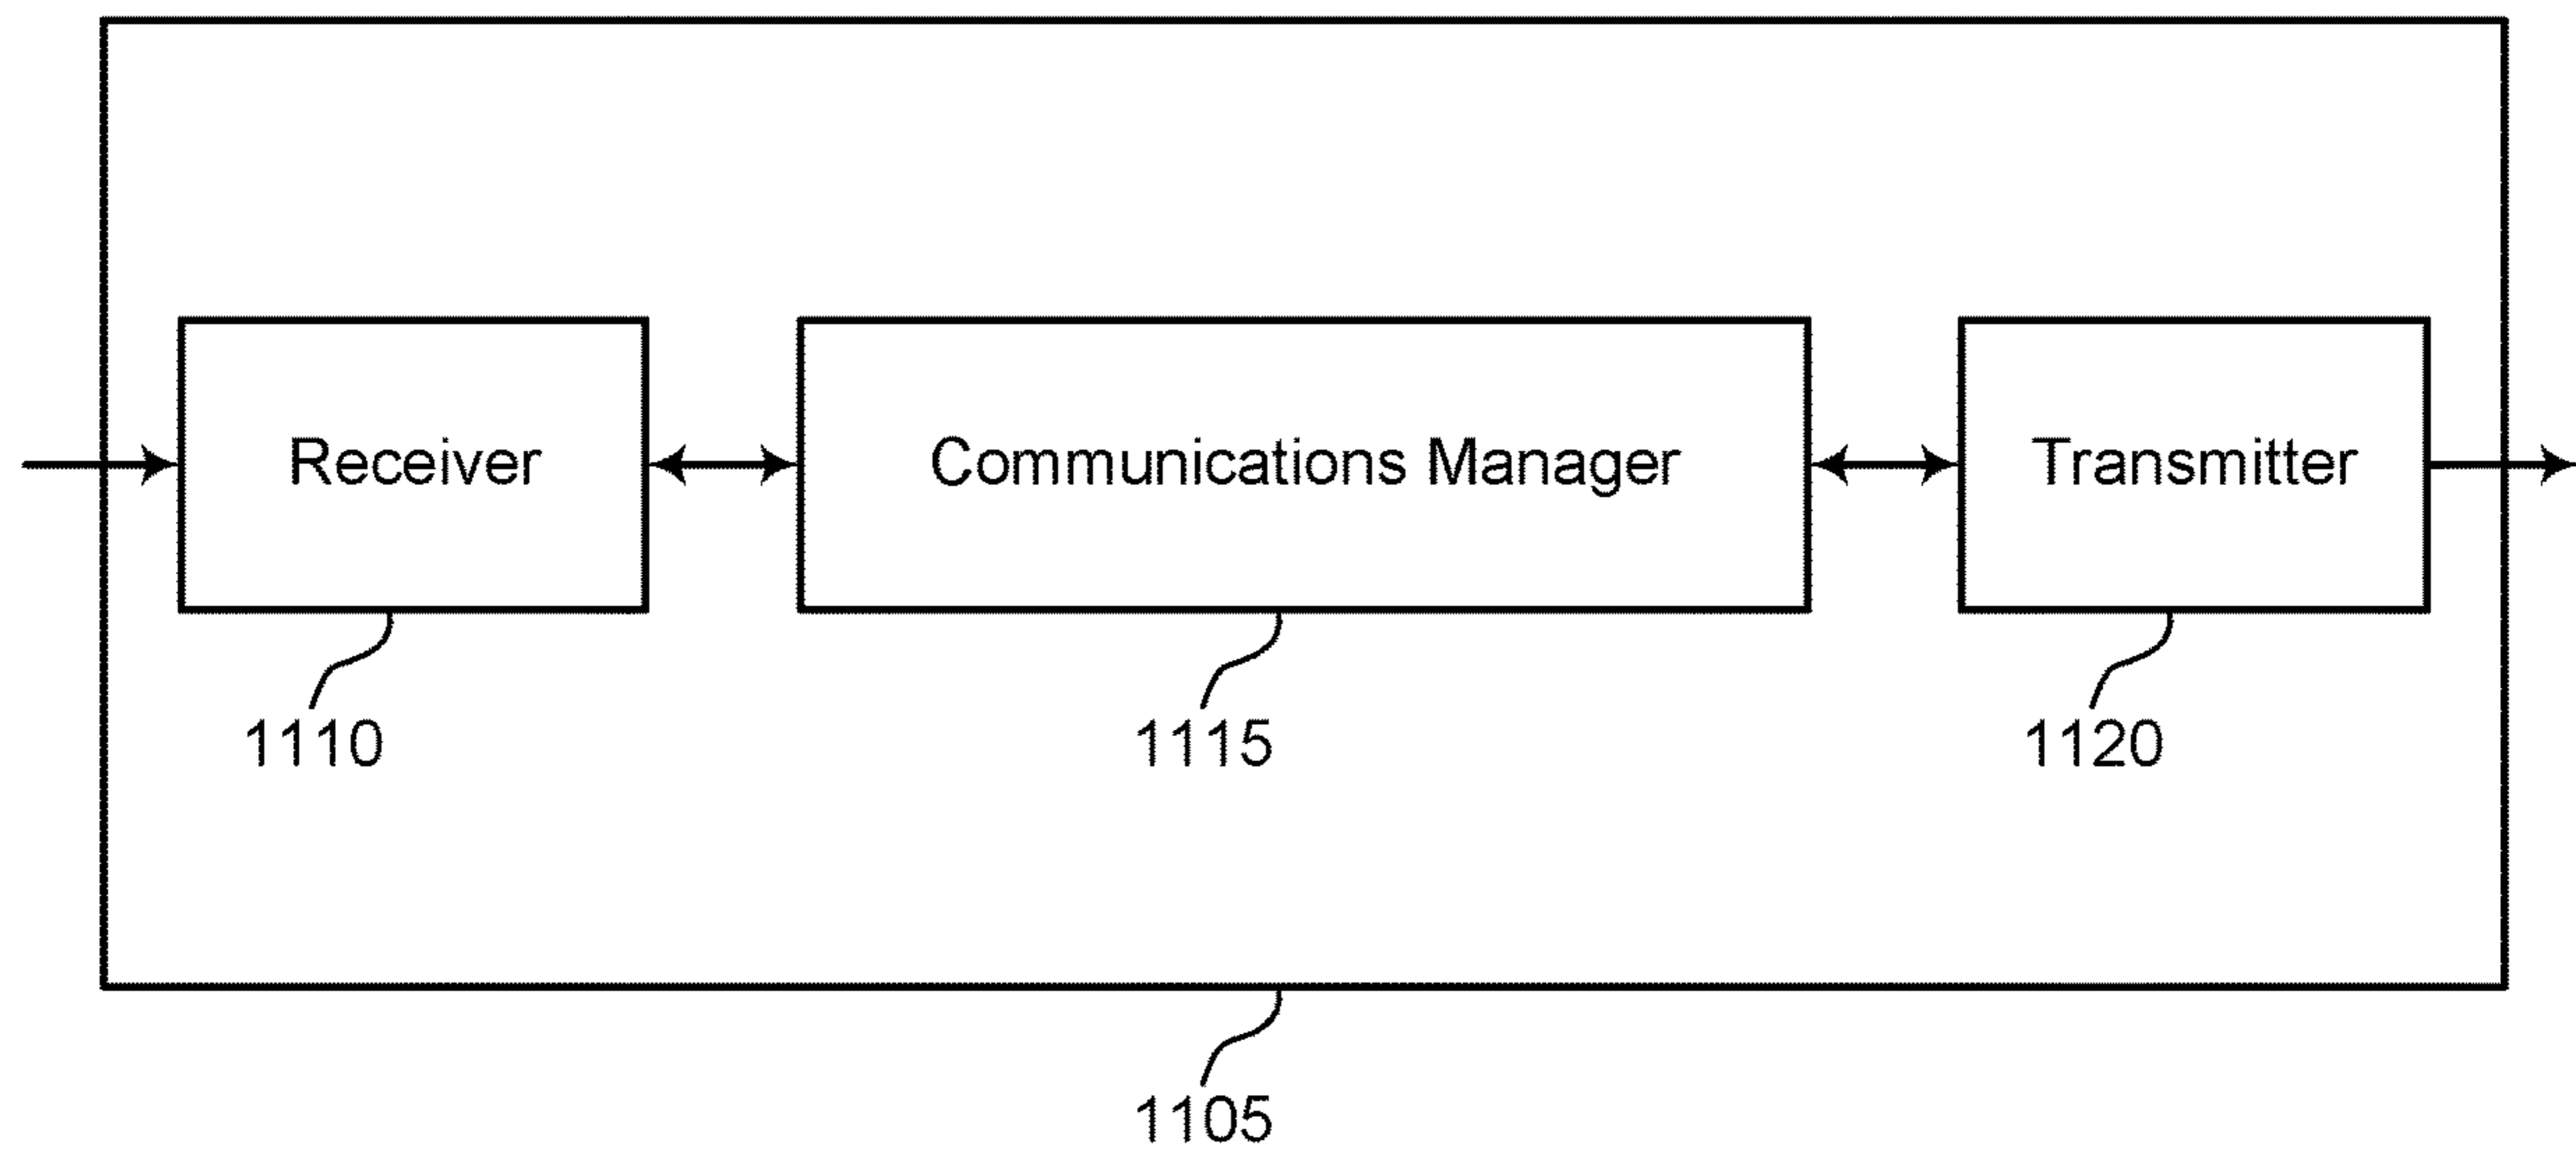 Receiver
Communications Manager
Transmitter
1110
1115
1120
1105